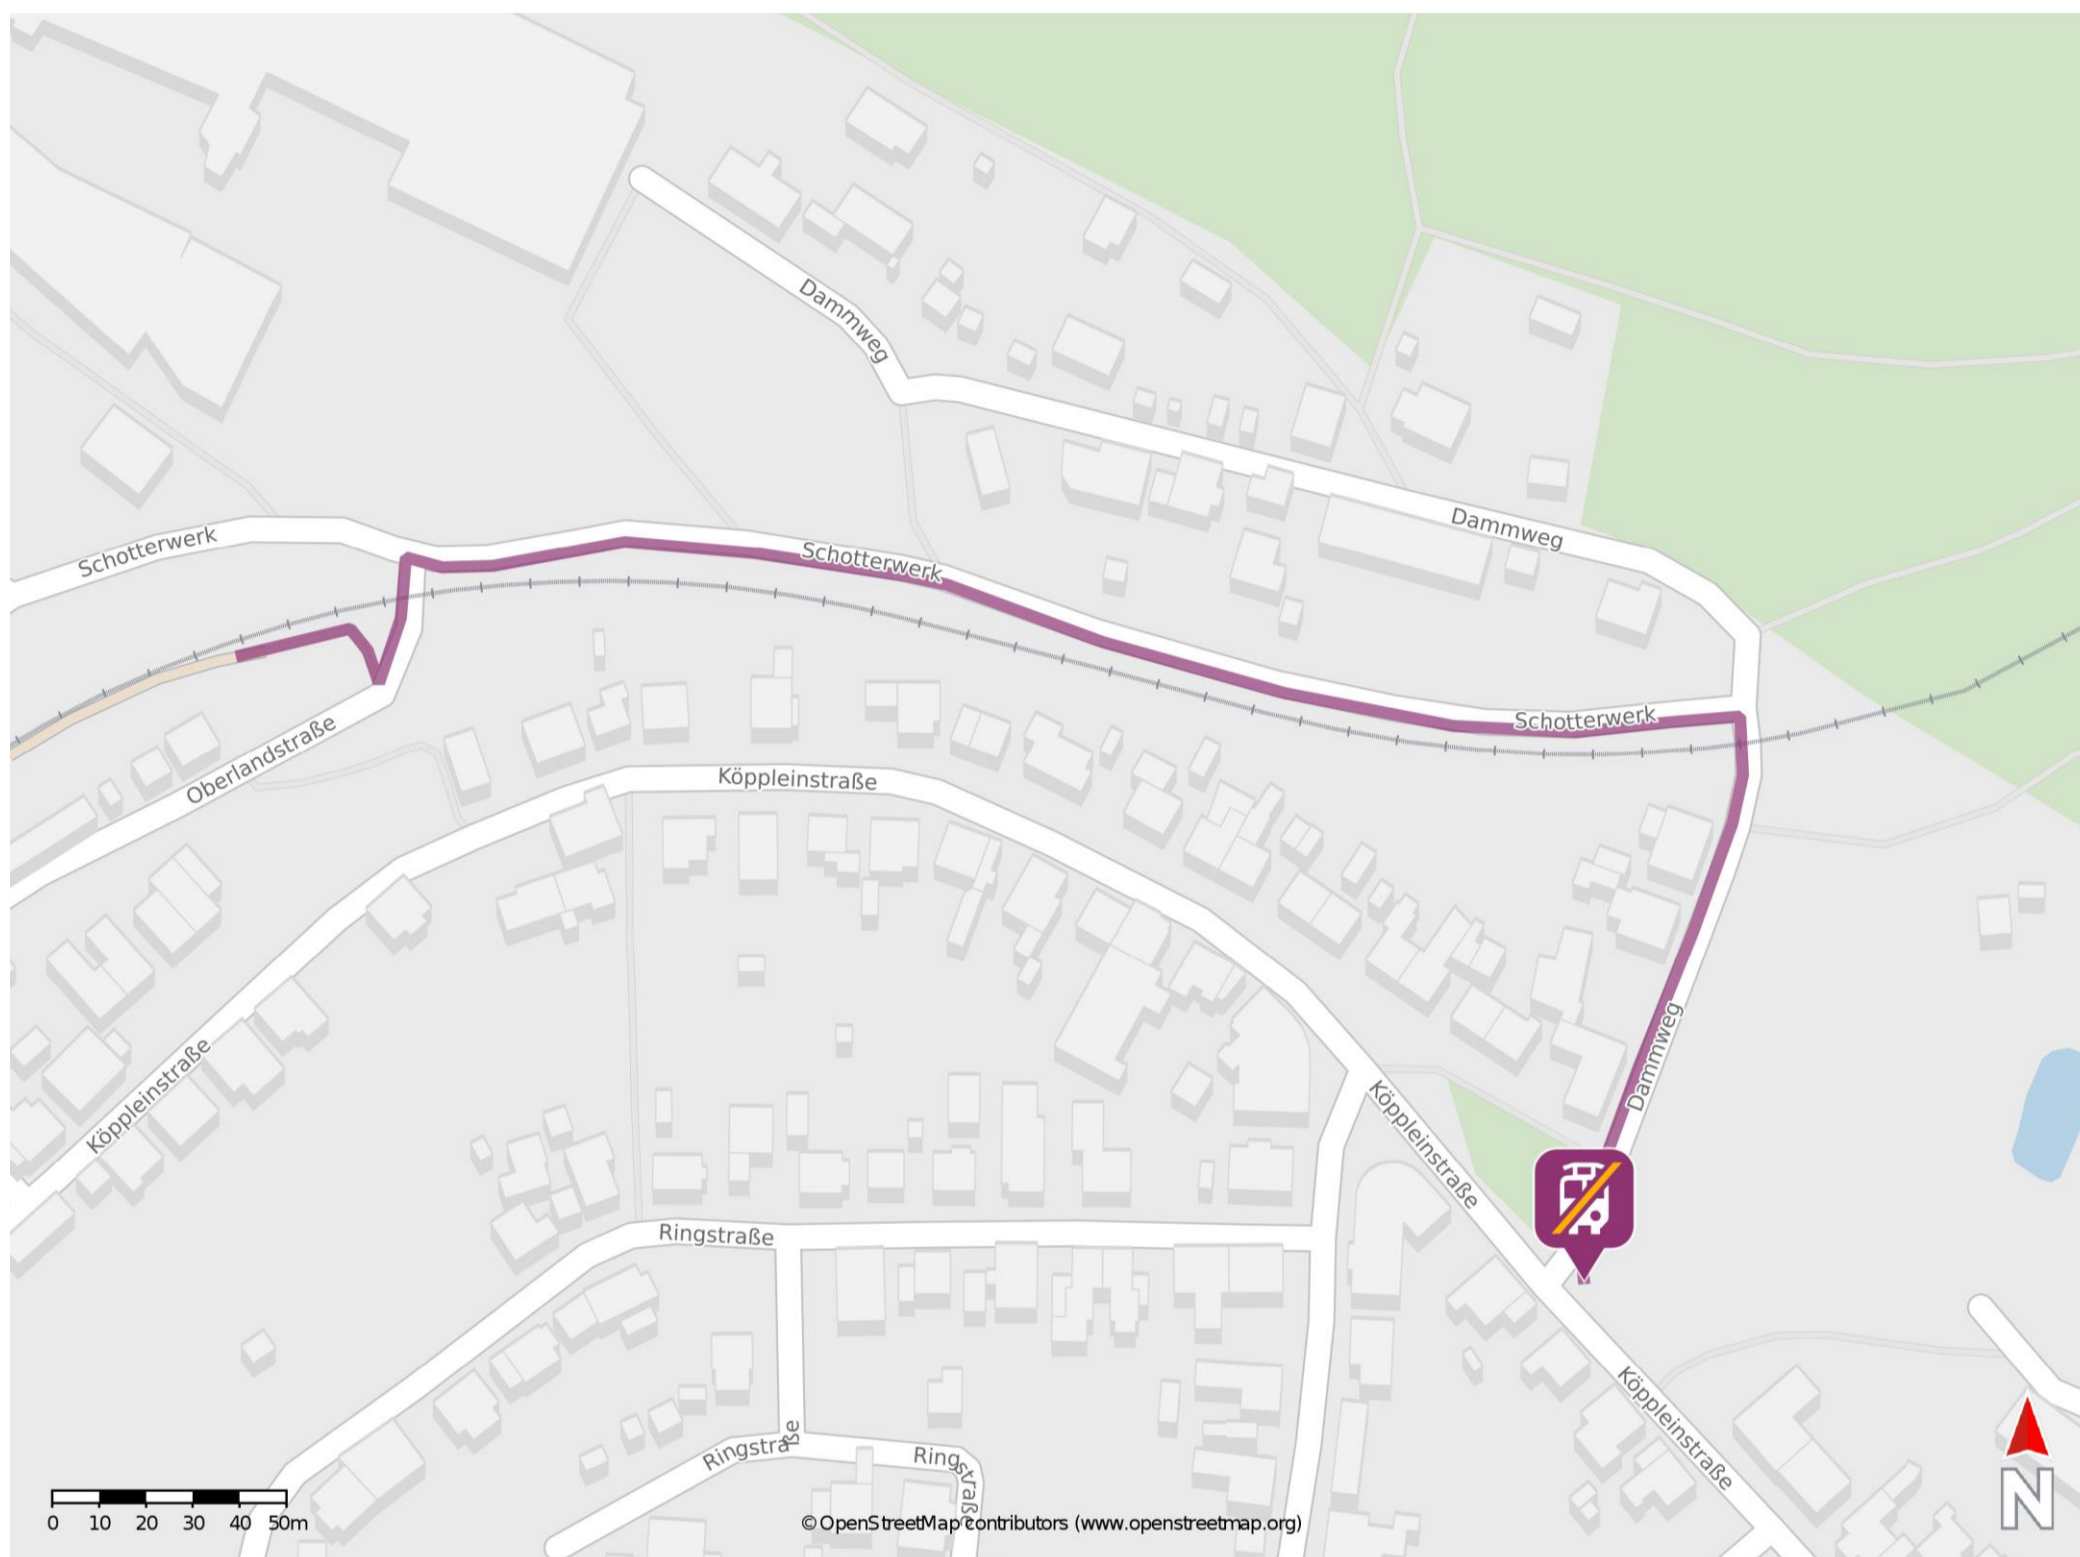 Dammweg
Dammweg
Schotterwerk
Schotterwerk
Schotterwerk
Oberlandstraße
Köppleinstraße
Dammweg
Köppleinstraße
Köppleinstraße
Ringstraße
Köppleinstraße
Ringstraße
Ringstraße
0 10 20 30 40 50m
© OpenStreetMap contributors (www.openstreetmap.org)
N